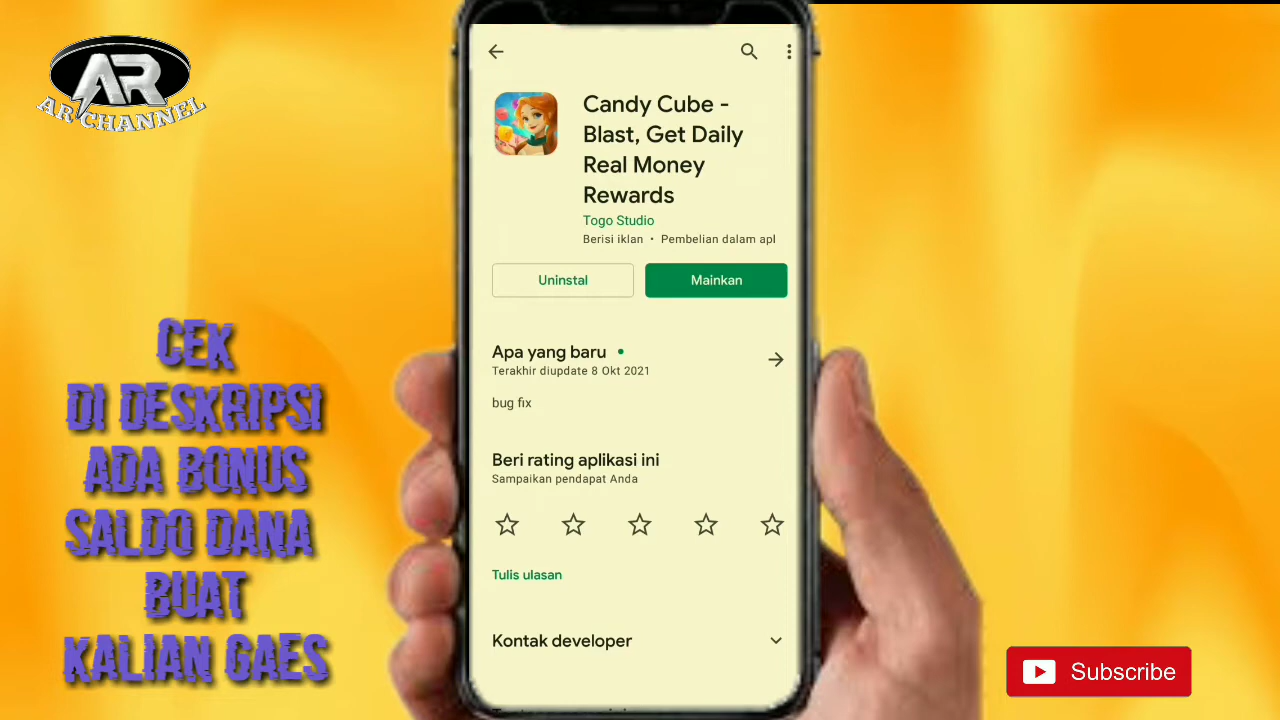 AR
AR CHANNEL
Candy Cube -
Blast, Get Daily
Real Money
Rewards
Togo Studio
Berisi iklan • Pembelian dalam apl
Uninstal
Mainkan
Apa yang baru
Terakhir diupdate 8 Okt 2021
bug fix
Beri rating aplikasi ini
Sampaikan pendapat Anda
Tulis ulasan
Kontak developer
CEK
DI DESKRIPSI
ADA BONUS
SALDO DANA
BUAT
KALIAN GAES
Subscribe